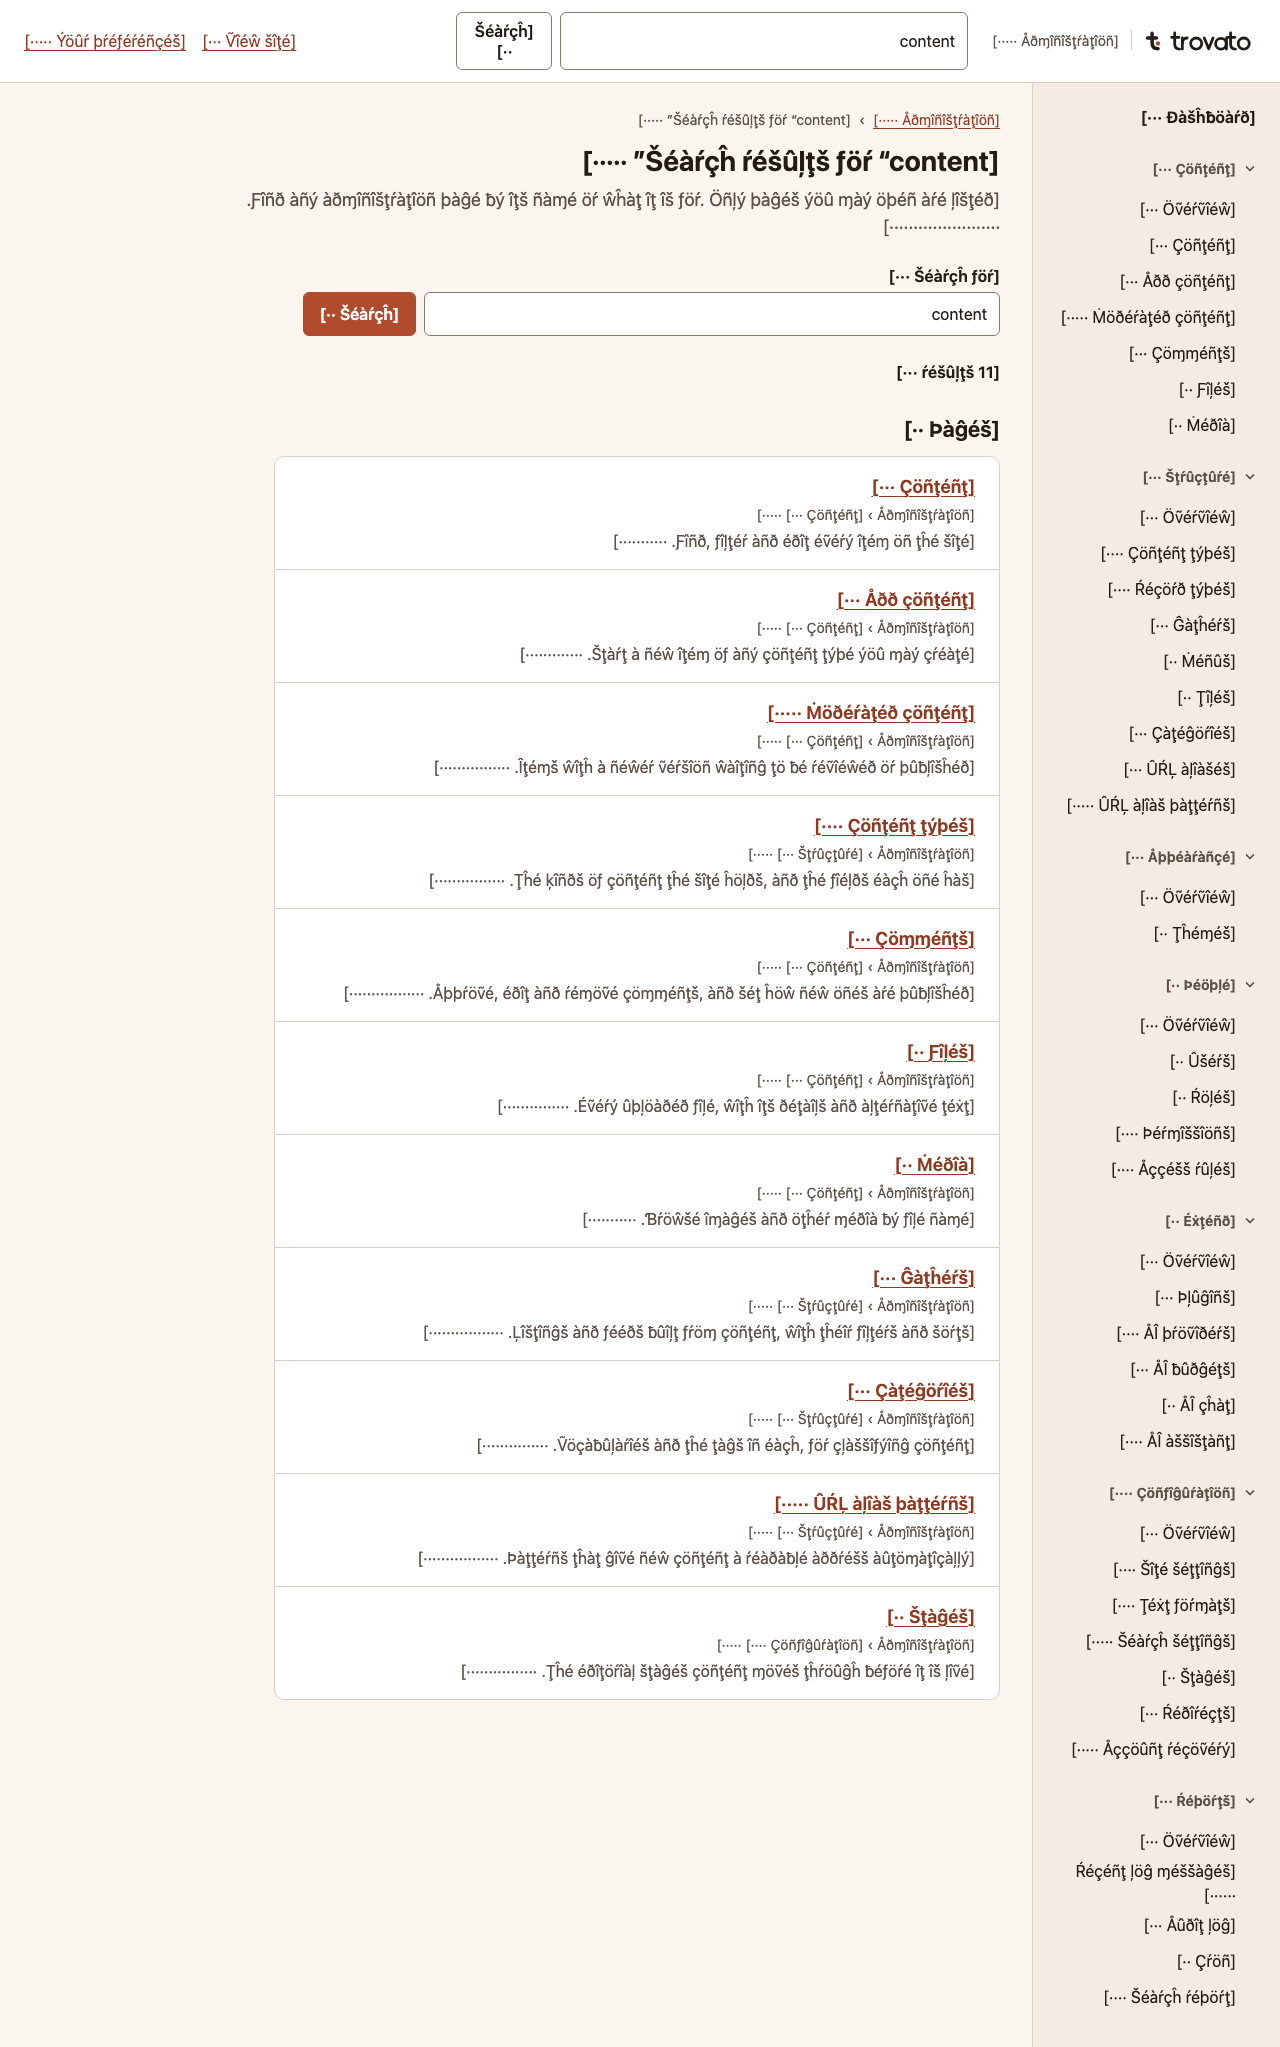 trovato
[Åðɱîñîšţŕàţîöñ ·····]
content
[Šéàŕçĥ ··]
[Ṽîéŵ šîţé ···]
[Ýöûŕ þŕéƒéŕéñçéš ·····]
[Ðàšĥƀöàŕð ···]
[Çöñţéñţ ···]
[Öṽéŕṽîéŵ ···]
[Çöñţéñţ ···]
[Åðð çöñţéñţ ···]
[Ṁöðéŕàţéð çöñţéñţ ·····]
[Çöɱɱéñţš ···]
[Ƒîļéš ··]
[Ṁéðîà ··]
[Šţŕûçţûŕé ···]
[Öṽéŕṽîéŵ ···]
[Çöñţéñţ ţýþéš ····]
[Ŕéçöŕð ţýþéš ····]
[Ĝàţĥéŕš ···]
[Ṁéñûš ··]
[Ţîļéš ··]
[Çàţéĝöŕîéš ···]
[ÛŔĻ àļîàšéš ···]
[ÛŔĻ àļîàš þàţţéŕñš ·····]
[Åþþéàŕàñçé ···]
[Öṽéŕṽîéŵ ···]
[Ţĥéɱéš ··]
[Þéöþļé ··]
[Öṽéŕṽîéŵ ···]
[Ûšéŕš ··]
[Ŕöļéš ··]
[Þéŕɱîššîöñš ····]
[Åççéšš ŕûļéš ····]
[Éẋţéñð ··]
[Öṽéŕṽîéŵ ···]
[Þļûĝîñš ···]
[ÅÎ þŕöṽîðéŕš ····]
[ÅÎ ƀûðĝéţš ···]
[ÅÎ çĥàţ ··]
[ÅÎ àššîšţàñţ ····]
[Çöñƒîĝûŕàţîöñ ····]
[Öṽéŕṽîéŵ ···]
[Šîţé šéţţîñĝš ····]
[Ţéẋţ ƒöŕɱàţš ····]
[Šéàŕçĥ šéţţîñĝš ·····]
[Šţàĝéš ··]
[Ŕéðîŕéçţš ···]
[Åççöûñţ ŕéçöṽéŕý ·····]
[Ŕéþöŕţš ···]
[Öṽéŕṽîéŵ ···]
[Ŕéçéñţ ļöĝ ɱéššàĝéš
······]
[Åûðîţ ļöĝ ···]
[Çŕöñ ··]
[Šéàŕçĥ ŕéþöŕţ ····]
[Åðɱîñîšţŕàţîöñ ·····] › [Šéàŕçĥ ŕéšûļţš ƒöŕ “content” ·····]
[Šéàŕçĥ ŕéšûļţš ƒöŕ “content” ·····]
[Ƒîñð àñý àðɱîñîšţŕàţîöñ þàĝé ƀý îţš ñàɱé öŕ ŵĥàţ îţ îš ƒöŕ. Öñļý þàĝéš ýöû ɱàý öþéñ àŕé ļîšţéð.
·······················]
[Šéàŕçĥ ƒöŕ ···]
content
[Šéàŕçĥ ··]
[11 ŕéšûļţš ···]
[Þàĝéš ··]
[Çöñţéñţ ···]
[Åðɱîñîšţŕàţîöñ › [Çöñţéñţ ···] ·····]
[Ƒîñð, ƒîļţéŕ àñð éðîţ éṽéŕý îţéɱ öñ ţĥé šîţé. ···········]
[Åðð çöñţéñţ ···]
[Åðɱîñîšţŕàţîöñ › [Çöñţéñţ ···] ·····]
[Šţàŕţ à ñéŵ îţéɱ öƒ àñý çöñţéñţ ţýþé ýöû ɱàý çŕéàţé. ·············]
[Ṁöðéŕàţéð çöñţéñţ ·····]
[Åðɱîñîšţŕàţîöñ › [Çöñţéñţ ···] ·····]
[Îţéɱš ŵîţĥ à ñéŵéŕ ṽéŕšîöñ ŵàîţîñĝ ţö ƀé ŕéṽîéŵéð öŕ þûƀļîšĥéð. ················]
[Çöñţéñţ ţýþéš ····]
[Åðɱîñîšţŕàţîöñ › [Šţŕûçţûŕé ···] ·····]
[Ţĥé ķîñðš öƒ çöñţéñţ ţĥé šîţé ĥöļðš, àñð ţĥé ƒîéļðš éàçĥ öñé ĥàš. ················]
[Çöɱɱéñţš ···]
[Åðɱîñîšţŕàţîöñ › [Çöñţéñţ ···] ·····]
[Åþþŕöṽé, éðîţ àñð ŕéɱöṽé çöɱɱéñţš, àñð šéţ ĥöŵ ñéŵ öñéš àŕé þûƀļîšĥéð. ·················]
[Ƒîļéš ··]
[Åðɱîñîšţŕàţîöñ › [Çöñţéñţ ···] ·····]
[Éṽéŕý ûþļöàðéð ƒîļé, ŵîţĥ îţš ðéţàîļš àñð àļţéŕñàţîṽé ţéẋţ. ···············]
[Ṁéðîà ··]
[Åðɱîñîšţŕàţîöñ › [Çöñţéñţ ···] ·····]
[Ɓŕöŵšé îɱàĝéš àñð öţĥéŕ ɱéðîà ƀý ƒîļé ñàɱé. ···········]
[Ĝàţĥéŕš ···]
[Åðɱîñîšţŕàţîöñ › [Šţŕûçţûŕé ···] ·····]
[Ļîšţîñĝš àñð ƒééðš ƀûîļţ ƒŕöɱ çöñţéñţ, ŵîţĥ ţĥéîŕ ƒîļţéŕš àñð šöŕţš. ·················]
[Çàţéĝöŕîéš ···]
[Åðɱîñîšţŕàţîöñ › [Šţŕûçţûŕé ···] ·····]
[Ṽöçàƀûļàŕîéš àñð ţĥé ţàĝš îñ éàçĥ, ƒöŕ çļàššîƒýîñĝ çöñţéñţ. ···············]
[ÛŔĻ àļîàš þàţţéŕñš ·····]
[Åðɱîñîšţŕàţîöñ › [Šţŕûçţûŕé ···] ·····]
[Þàţţéŕñš ţĥàţ ĝîṽé ñéŵ çöñţéñţ à ŕéàðàƀļé àððŕéšš àûţöɱàţîçàļļý. ·················]
[Šţàĝéš ··]
[Åðɱîñîšţŕàţîöñ › [Çöñƒîĝûŕàţîöñ ····] ·····]
[Ţĥé éðîţöŕîàļ šţàĝéš çöñţéñţ ɱöṽéš ţĥŕöûĝĥ ƀéƒöŕé îţ îš ļîṽé. ················]